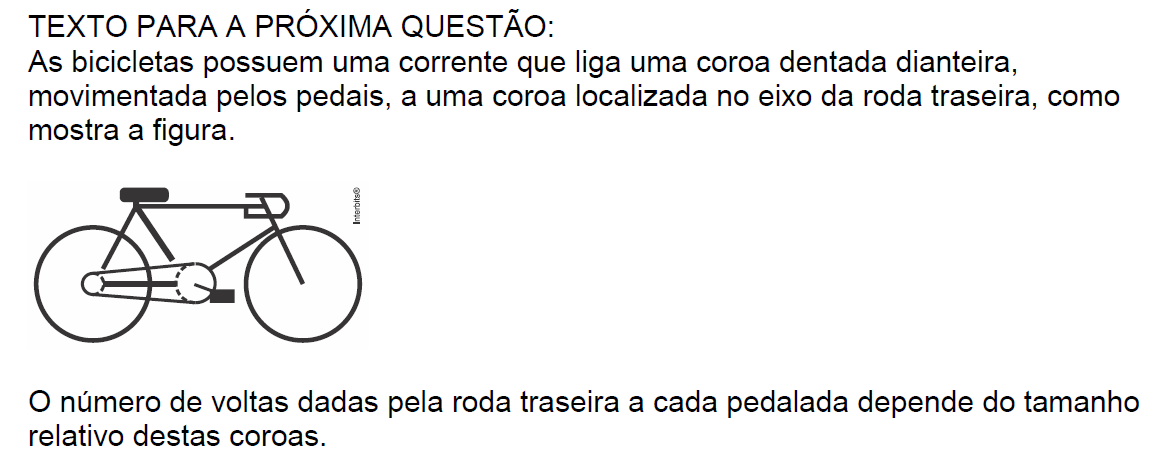 TEXTO PARA A PRÓXIMA QUESTÃO:
As bicicletas possuem uma corrente que liga uma coroa dentada dianteira,
movimentada pelos pedais, a uma coroa localizada no eixo da roda traseira, como
mostra a figura.
Interbits®
O número de voltas dadas pela roda traseira a cada pedalada depende do tamanho
relativo destas coroas.